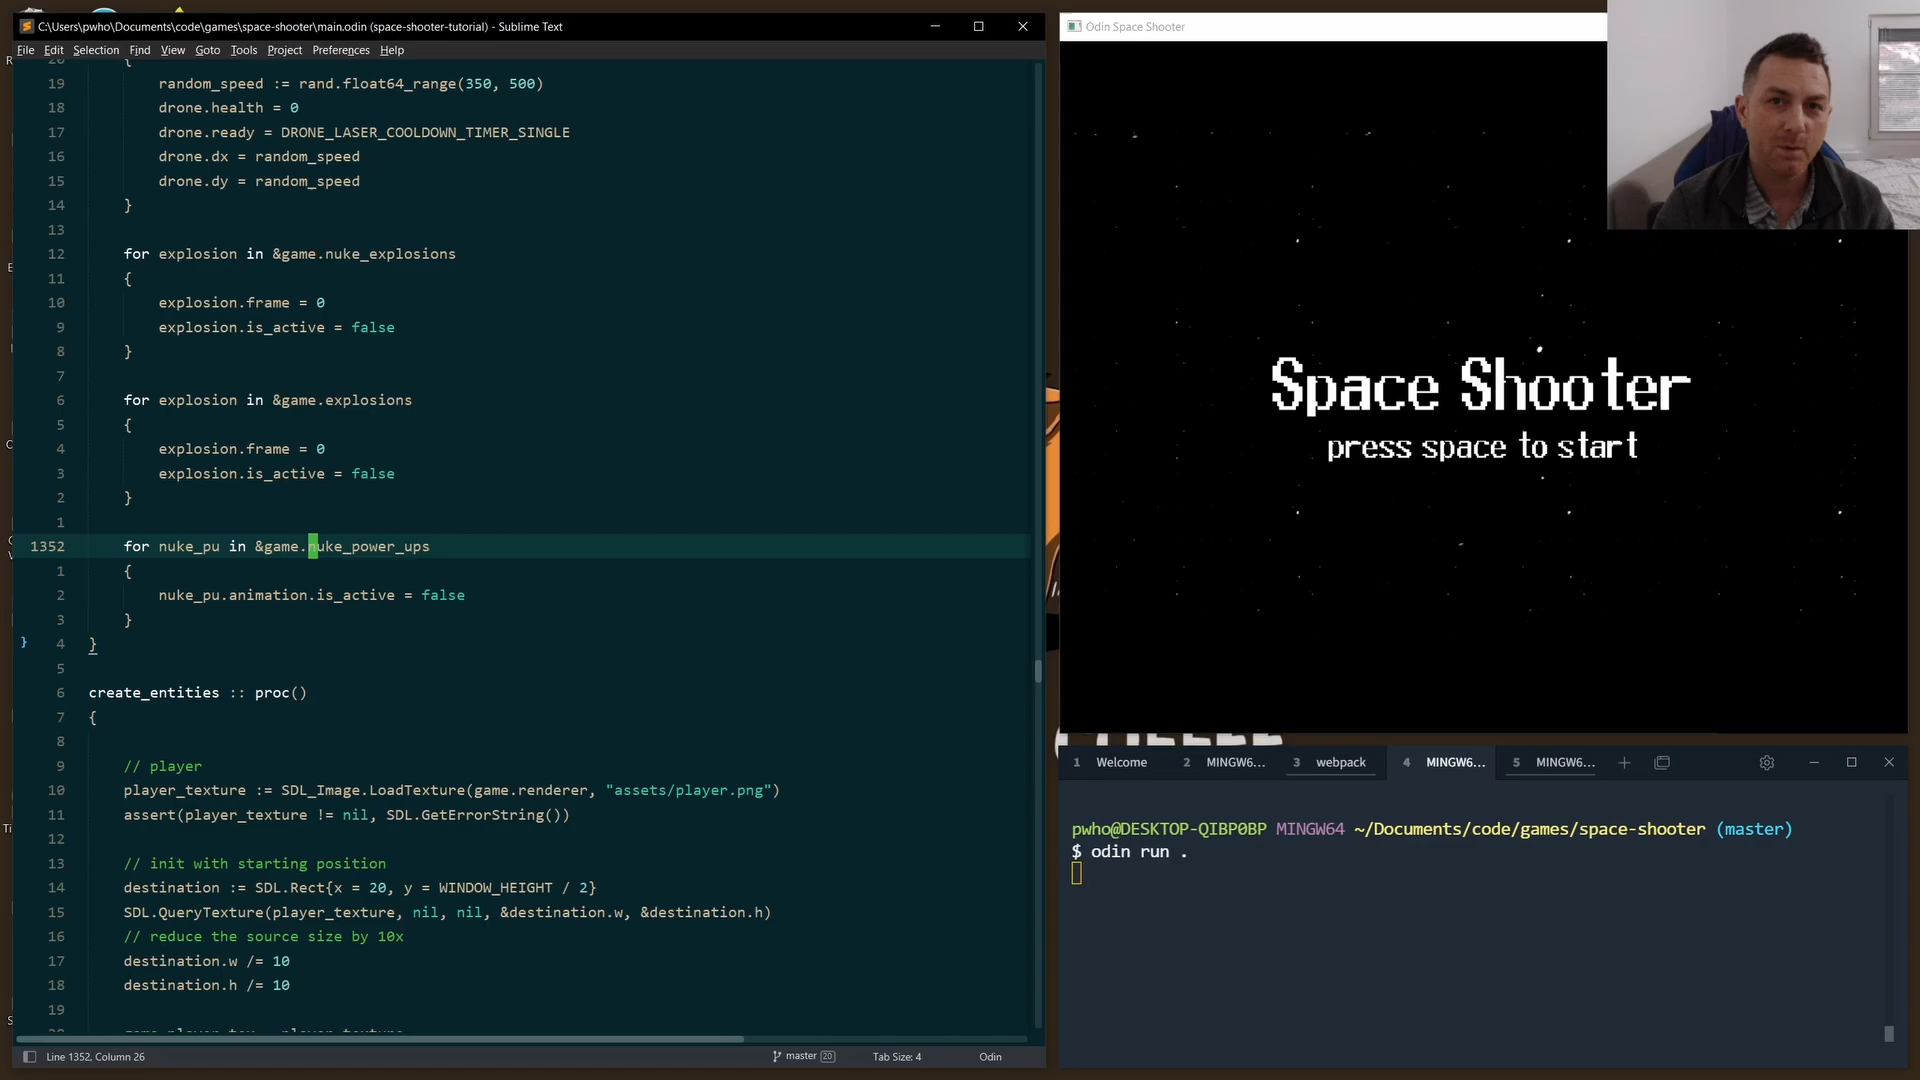 C:\Users\pwho\Documents\code\games\space-shooter\main.odin (space-shooter-tutorial) - Sublime Text
File Edit Selection Find View Goto Tools Project Preferences Help
20 {
19 random_speed := rand.float64_range(350, 500)
18 drone.health = 0
17 drone.ready = DRONE_LASER_COOLDOWN_TIMER_SINGLE
16 drone.dx = random_speed
15 drone.dy = random_speed
14 }
13
12 for explosion in &game.nuke_explosions
11 {
10 explosion.frame = 0
9 explosion.is_active = false
8 }
7
6 for explosion in &game.explosions
5 {
4 explosion.frame = 0
3 explosion.is_active = false
2 }
1
1352 for nuke_pu in &game.nuke_power_ups
1 {
2 nuke_pu.animation.is_active = false
3 }
} 4 }
5
6 create_entities :: proc()
7 {
8
9 // player
10 player_texture := SDL_Image.LoadTexture(game.renderer, "assets/player.png")
11 assert(player_texture != nil, SDL.GetErrorString())
12
13 // init with starting position
14 destination := SDL.Rect{x = 20, y = WINDOW_HEIGHT / 2}
15 SDL.QueryTexture(player_texture, nil, nil, &destination.w, &destination.h)
16 // reduce the source size by 10x
17 destination.w /= 10
18 destination.h /= 10
19
Line 1352, Column 26
master 20
Tab Size: 4
Odin
Odin Space Shooter
Space Shooter
press space to start
1 Welcome 2 MINGW6... 3 webpack 4 MINGW6... 5 MINGW6...
pwho@DESKTOP-QIBP0BP MINGW64 ~/Documents/code/games/space-shooter (master)
$ odin run .